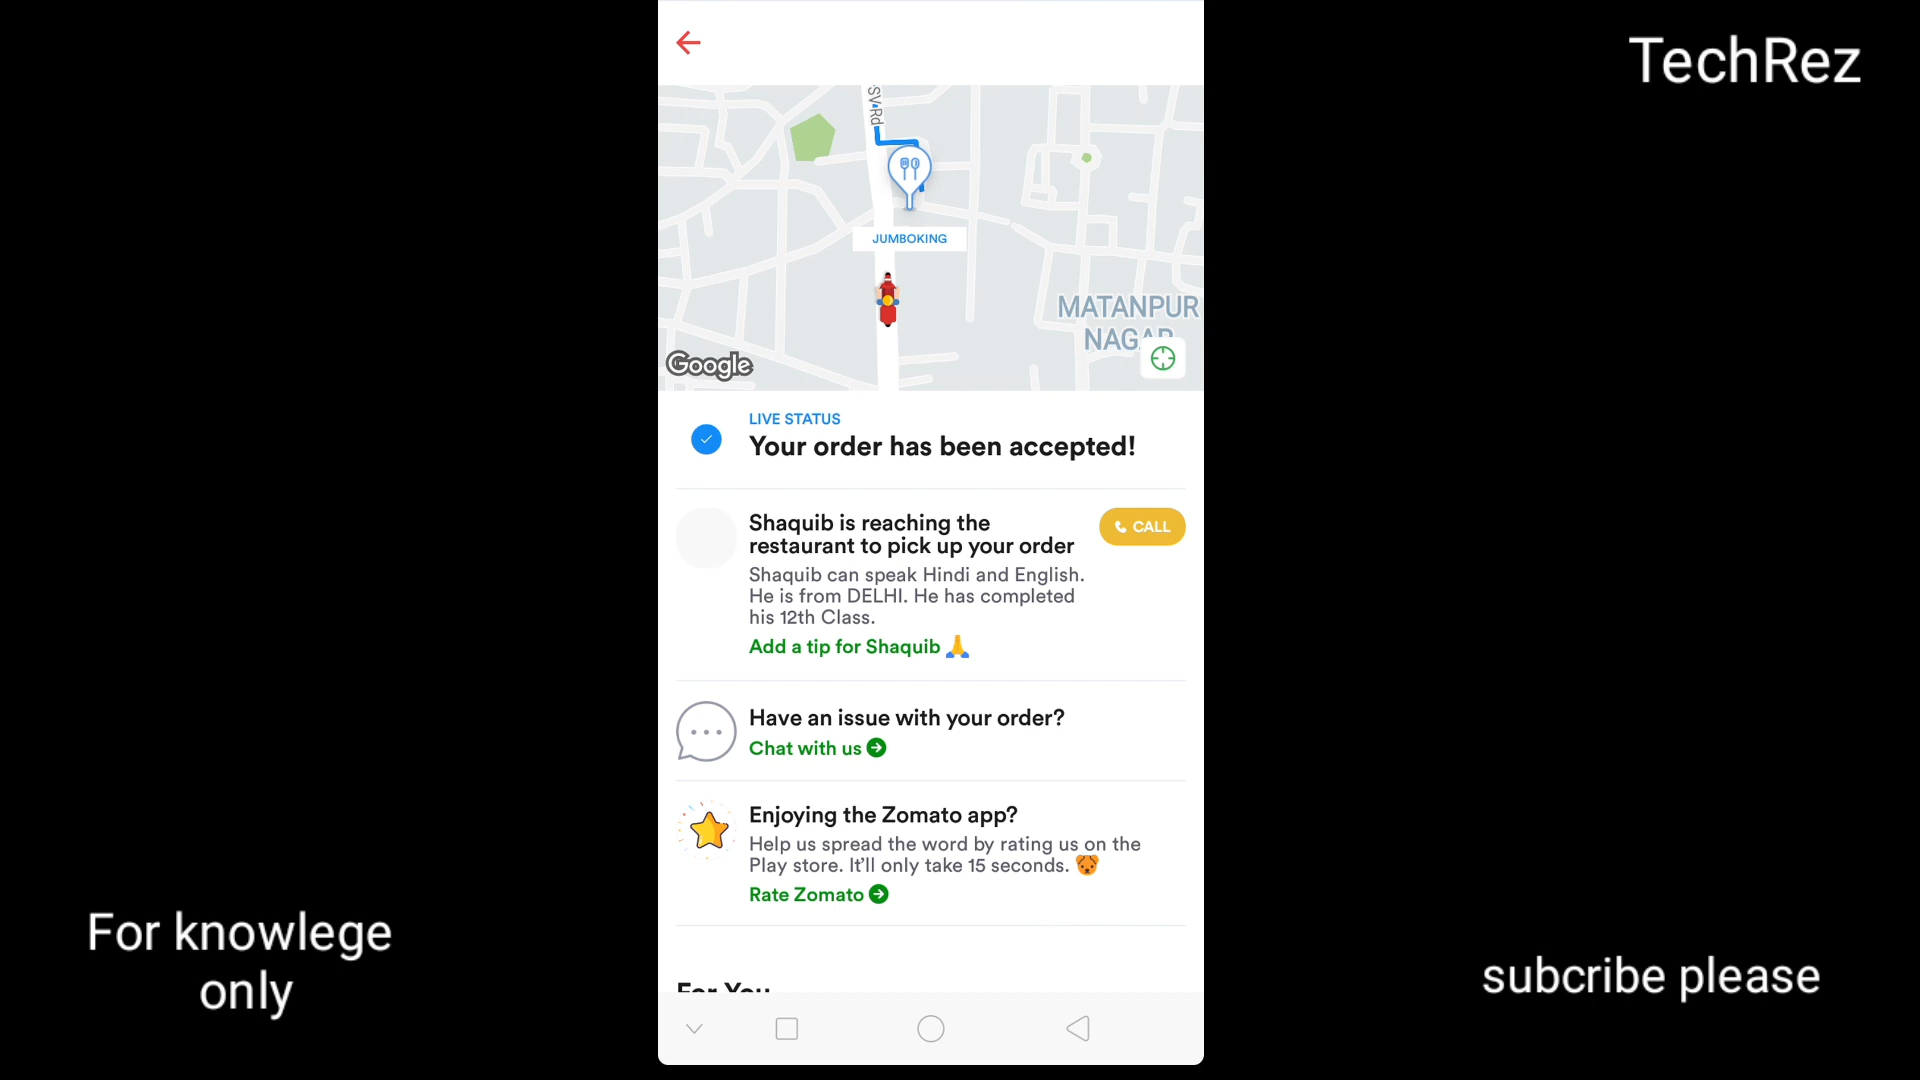 TechRez
SV Rd
JUMBOKING
MATANPUR
NAGAR
Google
LIVE STATUS
Your order has been accepted!
Shaquib is reaching the
restaurant to pick up your order
CALL
Shaquib can speak Hindi and English.
He is from DELHI. He has completed
his 12th Class.
Add a tip for Shaquib
Have an issue with your order?
Chat with us
Enjoying the Zomato app?
Help us spread the word by rating us on the
Play store. It'll only take 15 seconds.
Rate Zomato
For You
For knowlege
only
subcribe please